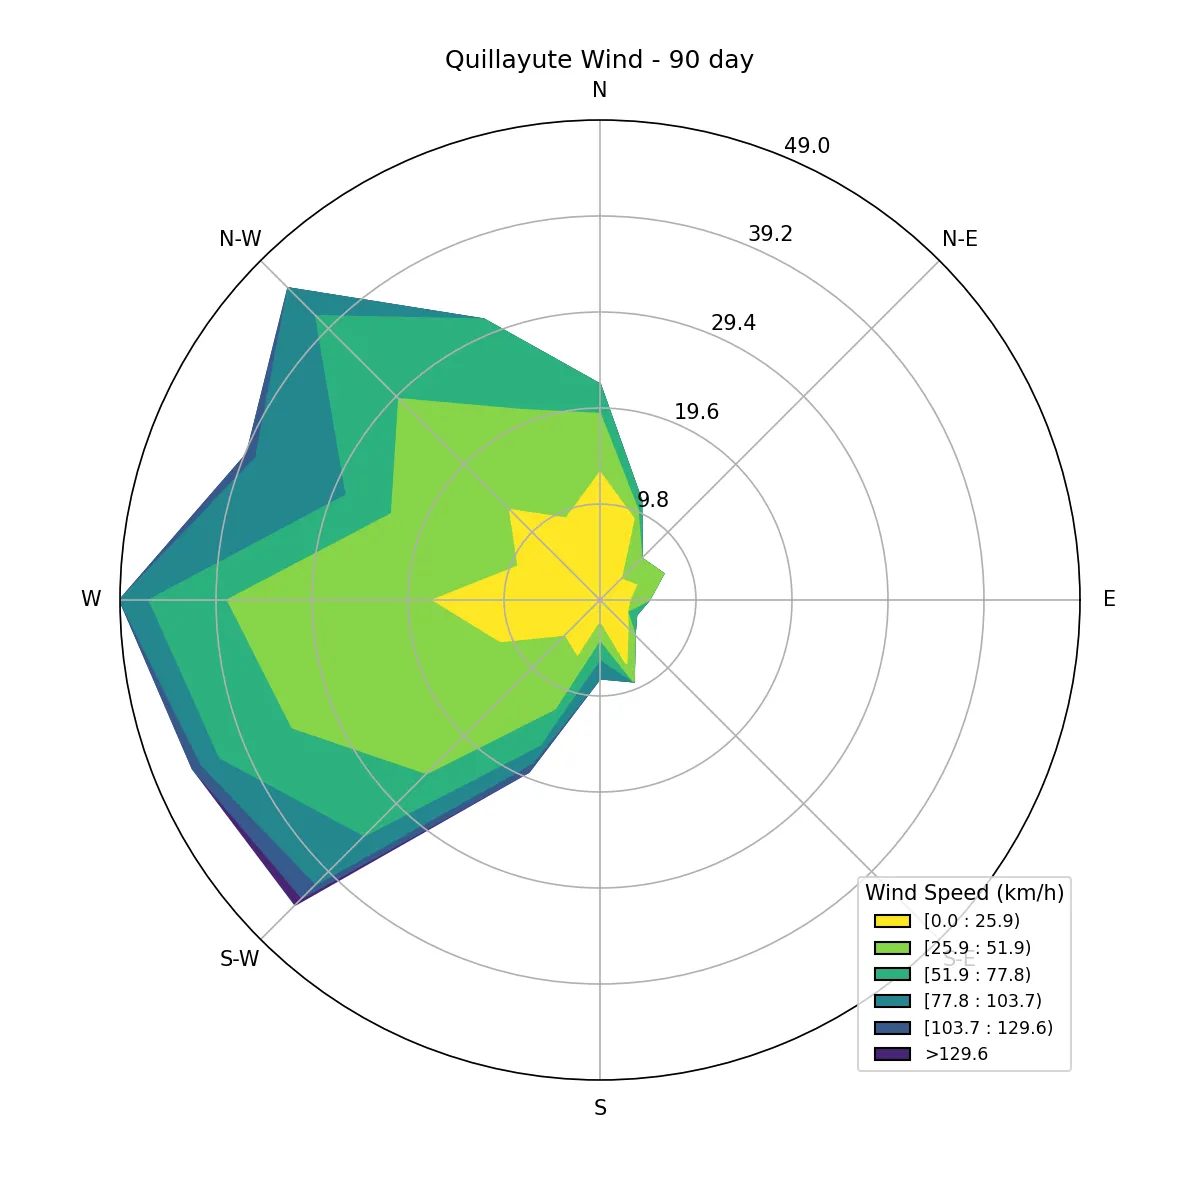 Quillayute Wind - 90 day
N
49.0
39.2
N-W
N-E
29.4
19.6
9.8
W
E
S-W
S-E
Wind Speed (km/h)
[0.0 : 25.9)
[25.9 : 51.9)
[51.9 : 77.8)
[77.8 : 103.7)
[103.7 : 129.6)
>129.6
S